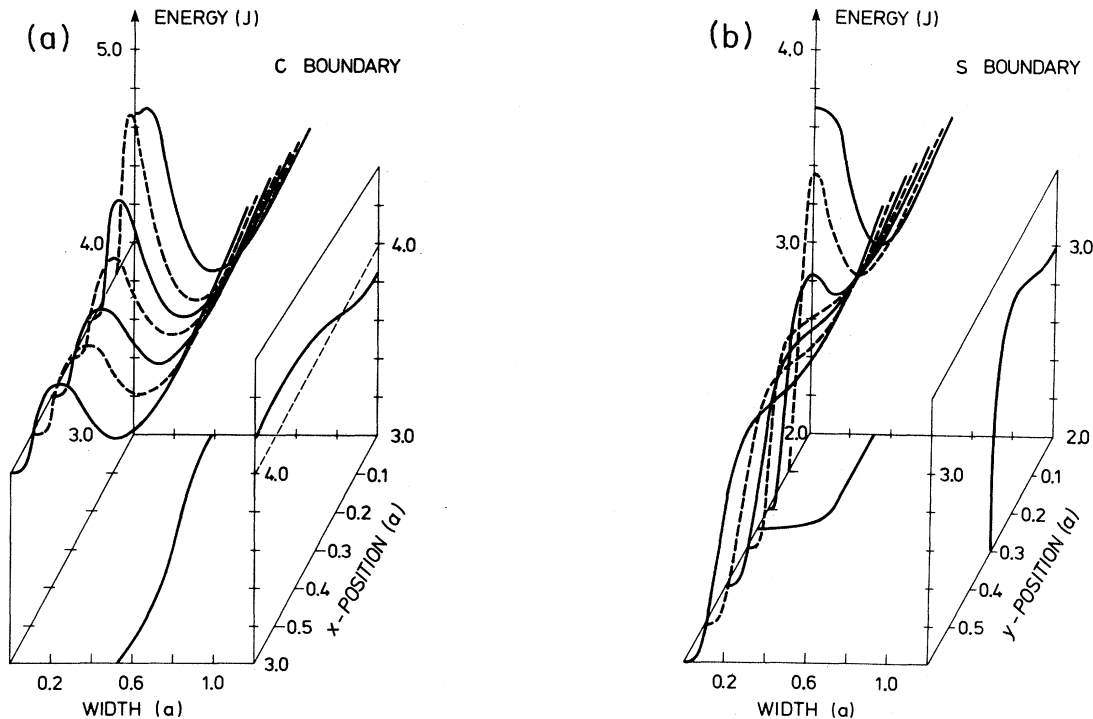 (a)
ENERGY (J)
5.0
C BOUNDARY
4.0
3.0
4.0
3.0
4.0
3.0
0.1
0.2
0.3
0.4
0.5
x-POSITION (a)
0.2
0.6
1.0
WIDTH (a)
(b)
ENERGY (J)
4.0
S BOUNDARY
3.0
2.0
3.0
2.0
3.0
0.1
0.2
0.3
0.4
0.5
y-POSITION (a)
0.2
0.6
1.0
WIDTH (a)